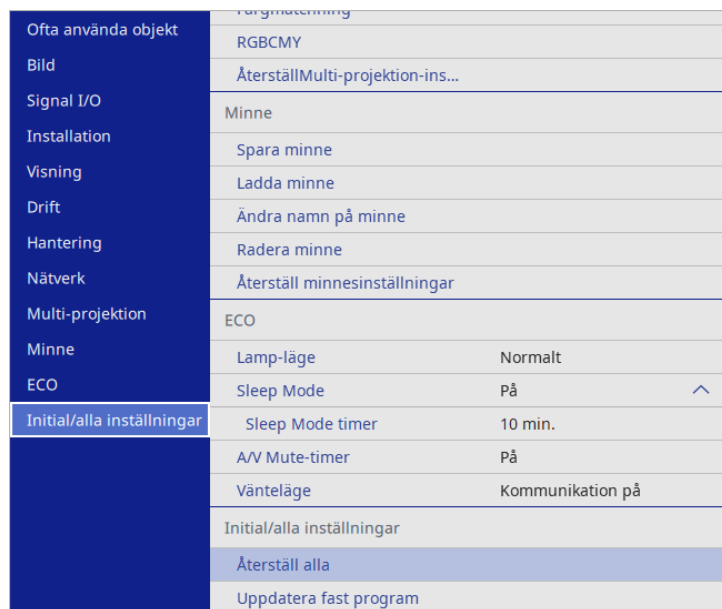 Ofta använda objekt
Bild
Signal I/O
Installation
Visning
Drift
Hantering
Nätverk
Multi-projektion
Minne
ECO
Initial/alla inställningar
RGBCMY
ÅterställMulti-projektion-ins...
Minne
Spara minne
Ladda minne
Ändra namn på minne
Radera minne
Återställ minnesinställningar
ECO
Lamp-läge Normalt
Sleep Mode På
Sleep Mode timer 10 min.
A/V Mute-timer På
Vänteläge Kommunikation på
Initial/alla inställningar
Återställ alla
Uppdatera fast program